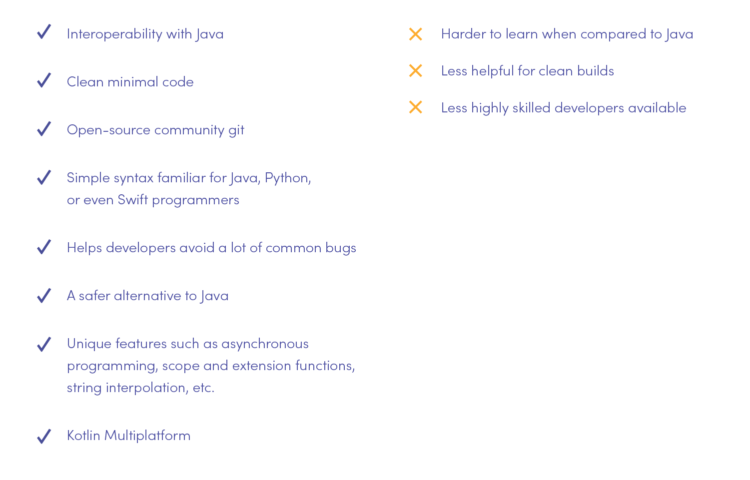 Interoperability with Java
Clean minimal code
Open-source community git
Simple syntax familiar for Java, Python,
or even Swift programmers
Helps developers avoid a lot of common bugs
A safer alternative to Java
Unique features such as asynchronous
programming, scope and extension functions,
string interpolation, etc.
Kotlin Multiplatform
Harder to learn when compared to Java
Less helpful for clean builds
Less highly skilled developers available